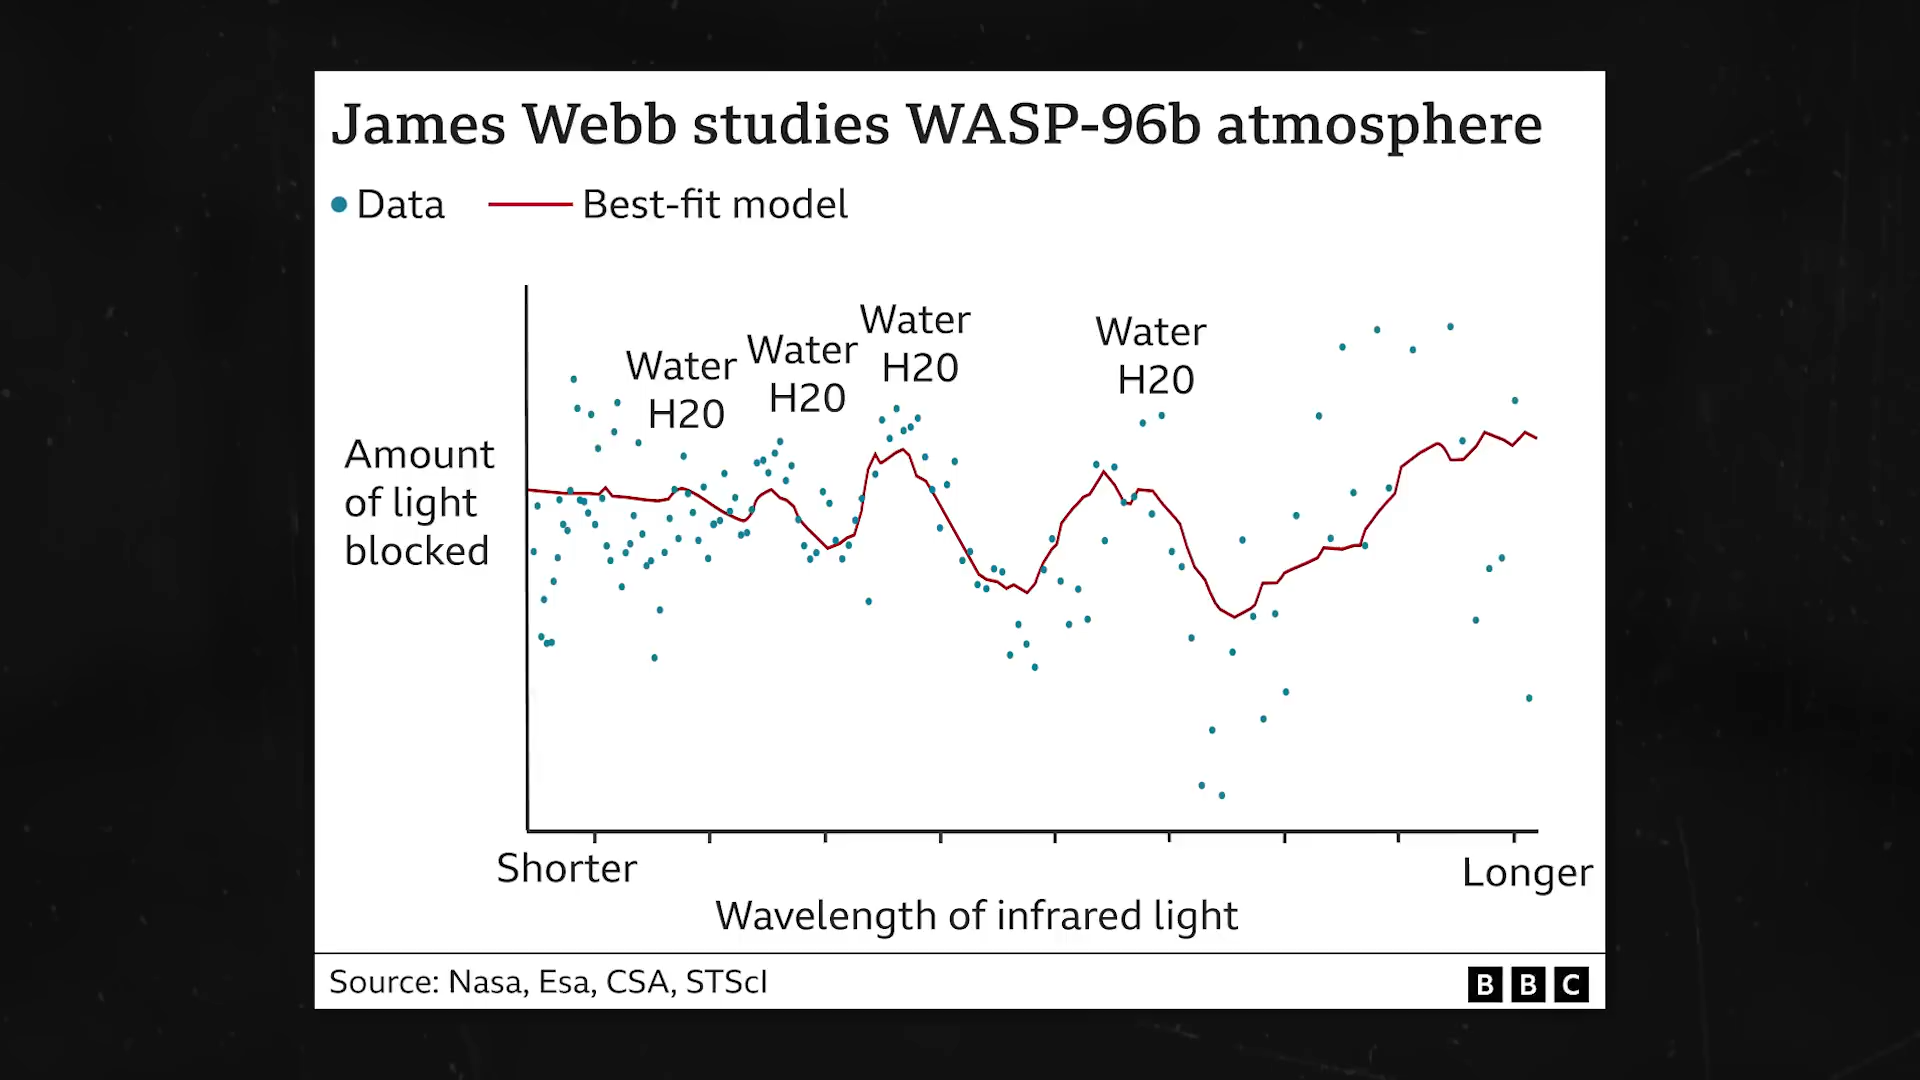 James Webb studies WASP-96b atmosphere
Data
Best-fit model
Water
H20
Water
H20
Water
H20
Water
H20
Amount
of light
blocked
Shorter
Longer
Wavelength of infrared light
Source: Nasa, Esa, CSA, STScI
BBC